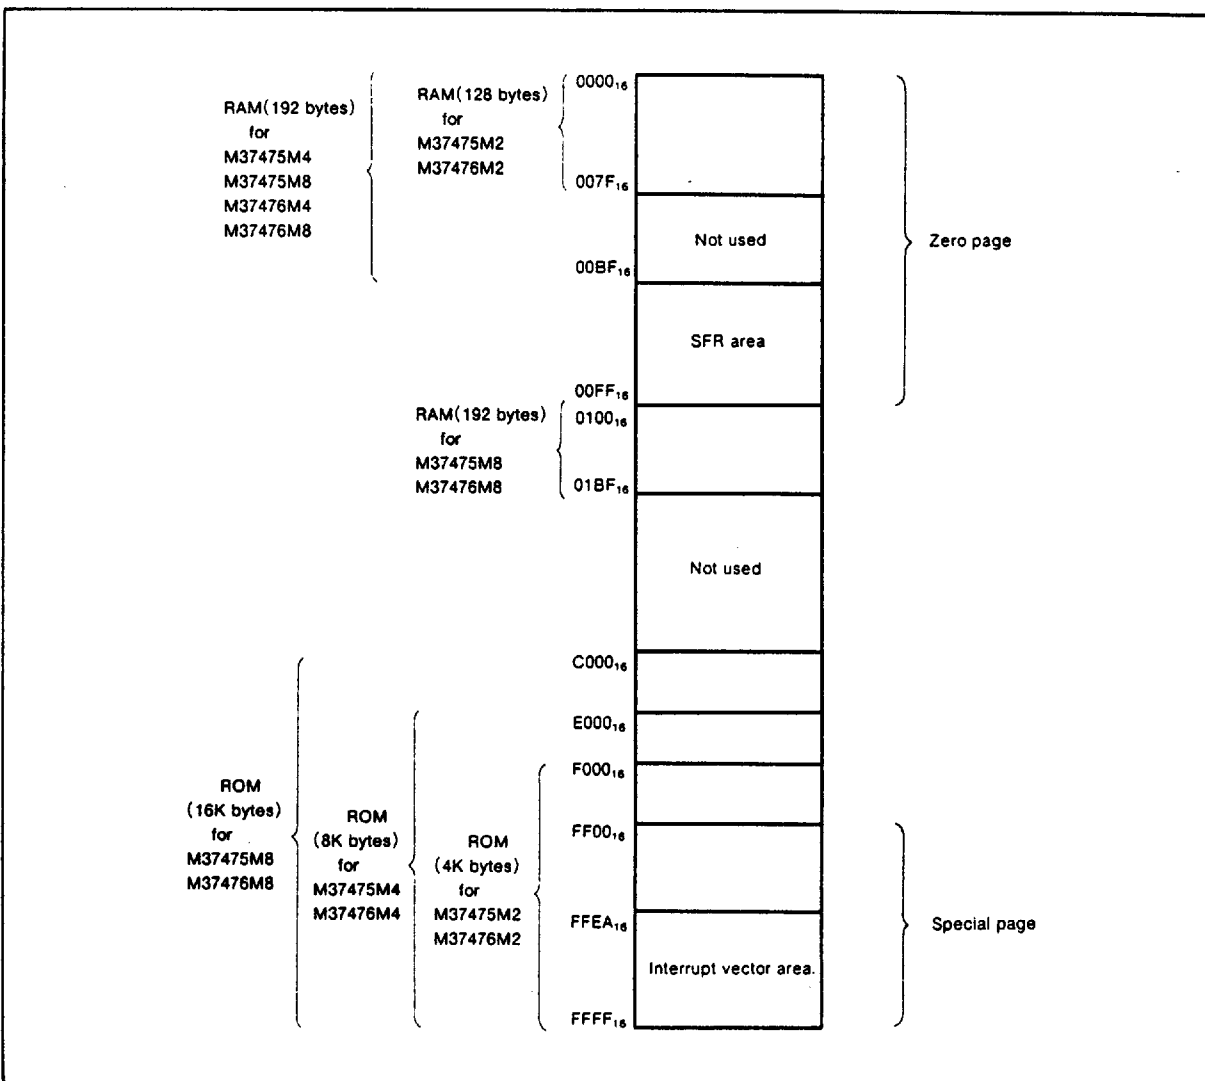 RAM(192 bytes)
for
M37475M4
M37475M8
M37476M4
M37476M8
RAM(128 bytes)
for
M37475M2
M37476M2
0000₁₆
007F₁₆
Not used
00BF₁₆
SFR area
00FF₁₆
Zero page
RAM(192 bytes)
for
M37475M8
M37476M8
0100₁₆
01BF₁₆
Not used
C000₁₆
E000₁₆
F000₁₆
FF00₁₆
FFEA₁₆
Interrupt vector area.
FFFF₁₆
ROM
(16K bytes)
for
M37475M8
M37476M8
ROM
(8K bytes)
for
M37475M4
M37476M4
ROM
(4K bytes)
for
M37475M2
M37476M2
Special page